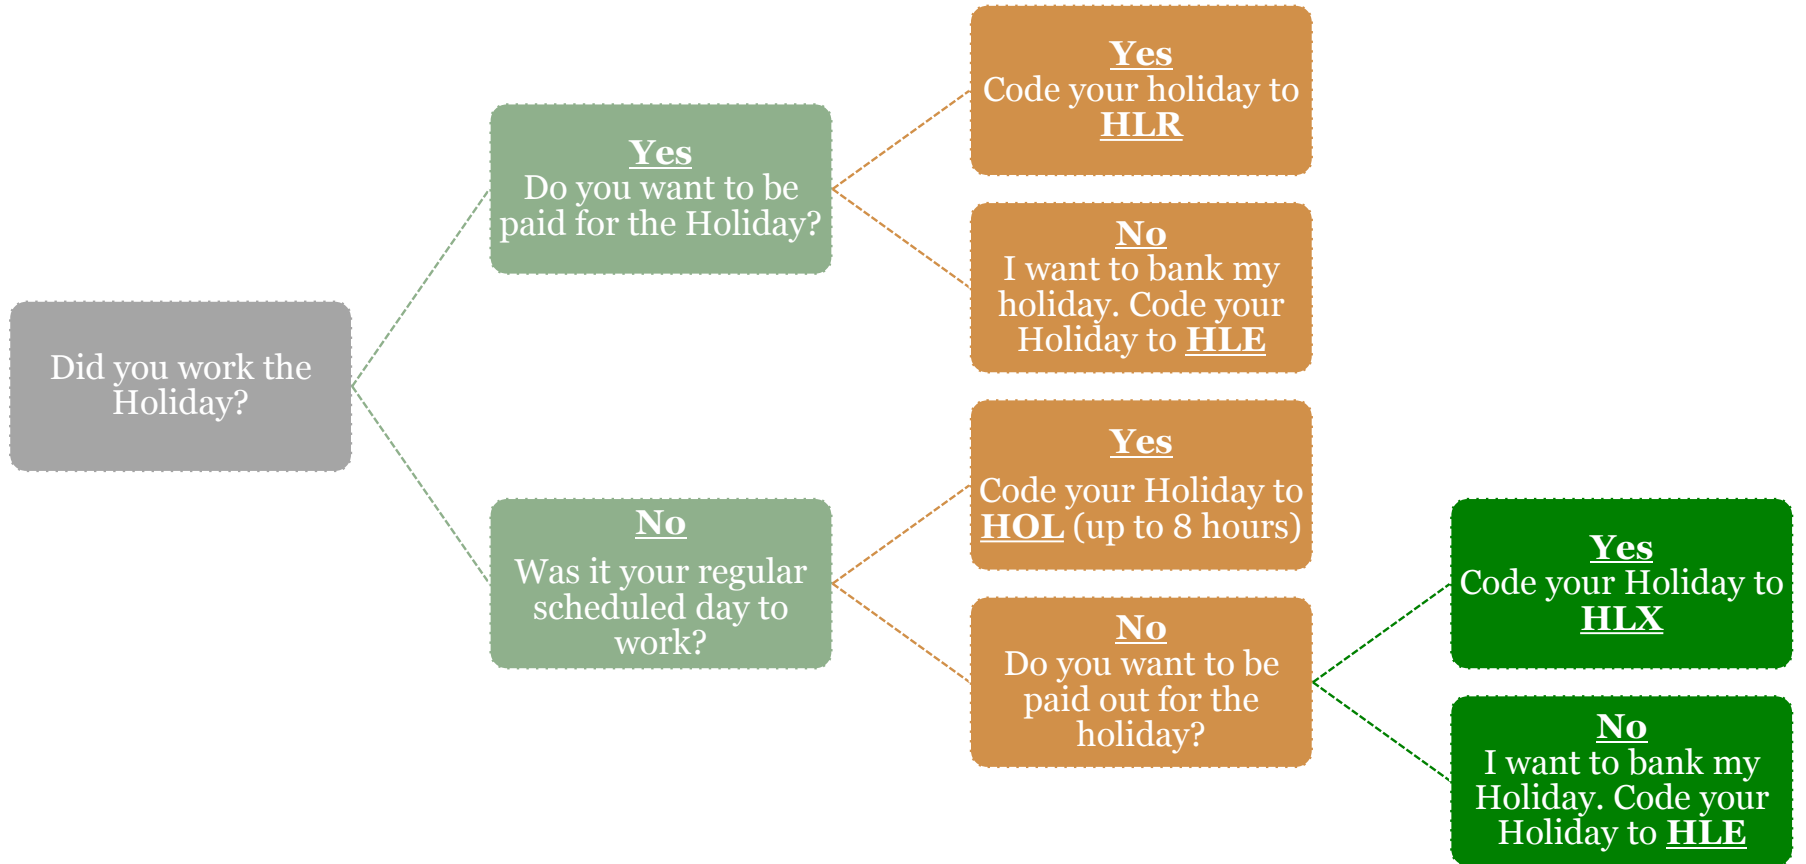 Did you work the
Holiday?
Yes
Do you want to be
paid for the Holiday?
Yes
Code your holiday to
HLR
No
I want to bank my
holiday. Code your
Holiday to HLE
No
Was it your regular
scheduled day to
work?
Yes
Code your Holiday to
HOL (up to 8 hours)
No
Do you want to be
paid out for the
holiday?
Yes
Code your Holiday to
HLX
No
I want to bank my
Holiday. Code your
Holiday to HLE